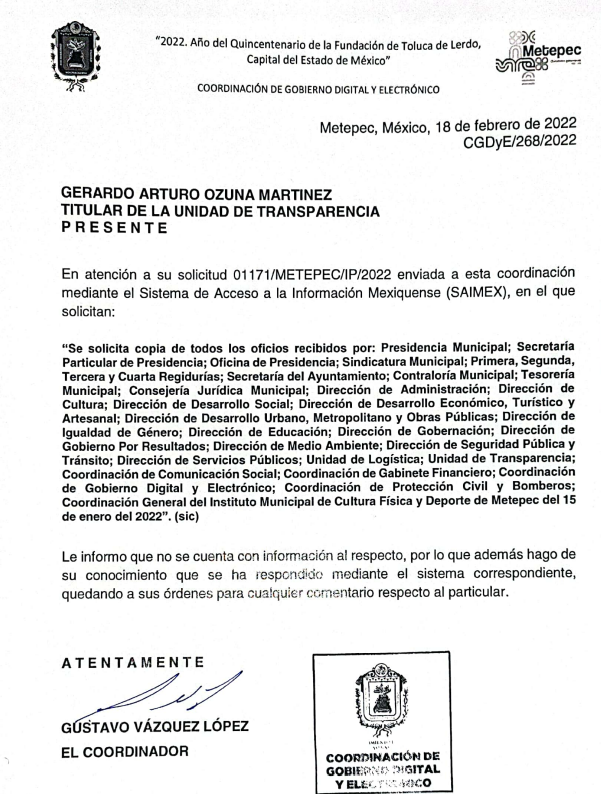 "2022. Año del Quincentenario de la Fundación de Toluca de Lerdo,
Capital del Estado de México"
Metepec
COORDINACIÓN DE GOBIERNO DIGITAL Y ELECTRÓNICO
Metepec, México, 18 de febrero de 2022
CGDyE/268/2022
GERARDO ARTURO OZUNA MARTINEZ
TITULAR DE LA UNIDAD DE TRANSPARENCIA
P R E S E N T E
En atención a su solicitud 01171/METEPEC/IP/2022 enviada a esta coordinación
mediante el Sistema de Acceso a la Información Mexiquense (SAIMEX), en el que
solicitan:
"Se solicita copia de todos los oficios recibidos por: Presidencia Municipal; Secretaría
Particular de Presidencia; Oficina de Presidencia; Sindicatura Municipal; Primera, Segunda,
Tercera y Cuarta Regidurías; Secretaría del Ayuntamiento; Contraloría Municipal; Tesorería
Municipal; Consejería Jurídica Municipal; Dirección de Administración; Dirección de
Cultura; Dirección de Desarrollo Social; Dirección de Desarrollo Económico, Turístico y
Artesanal; Dirección de Desarrollo Urbano, Metropolitano y Obras Públicas; Dirección de
Igualdad de Género; Dirección de Educación; Dirección de Gobernación; Dirección de
Gobierno Por Resultados; Dirección de Medio Ambiente; Dirección de Seguridad Pública y
Tránsito; Dirección de Servicios Públicos; Unidad de Logística; Unidad de Transparencia;
Coordinación de Comunicación Social; Coordinación de Gabinete Financiero; Coordinación
de Gobierno Digital y Electrónico; Coordinación de Protección Civil y Bomberos;
Coordinación General del Instituto Municipal de Cultura Física y Deporte de Metepec del 15
de enero del 2022". (sic)
Le informo que no se cuenta con información al respecto, por lo que además hago de
su conocimiento que se ha respondido mediante el sistema correspondiente,
quedando a sus órdenes para cualquier comentario respecto al particular.
A T E N T A M E N T E
GUSTAVO VÁZQUEZ LÓPEZ
EL COORDINADOR
COORDINACIÓN DE
GOBIERNO DIGITAL
Y ELECTRÓNICO